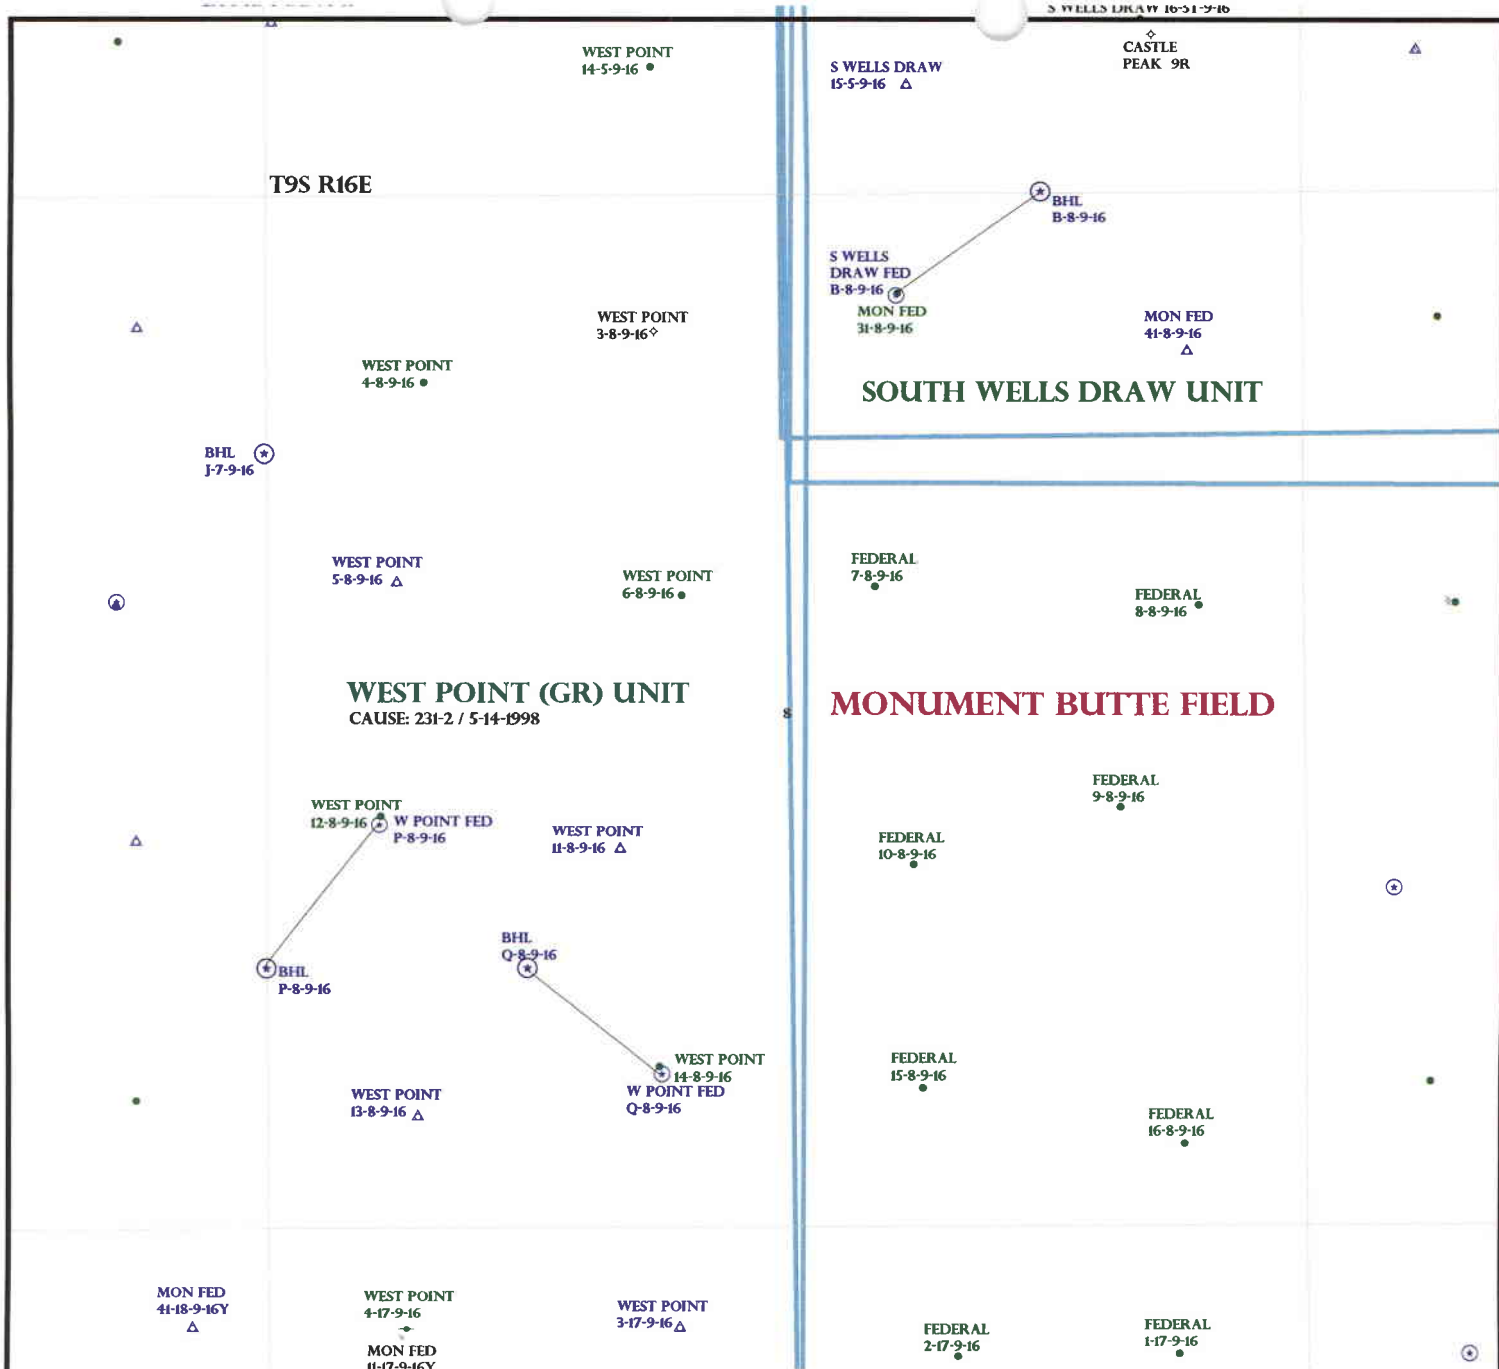 S WELLS DRAW 16-31-9-16
CASTLE
PEAK 9R
WEST POINT
14-5-9-16
S WELLS DRAW
15-5-9-16
T9S R16E
BHL
B-8-9-16
S WELLS
DRAW FED
B-8-9-16
MON FED
31-8-9-16
WEST POINT
3-8-9-16
MON FED
41-8-9-16
WEST POINT
4-8-9-16
SOUTH WELLS DRAW UNIT
BHL
J-7-9-16
WEST POINT
5-8-9-16
WEST POINT
6-8-9-16
FEDERAL
7-8-9-16
FEDERAL
8-8-9-16
WEST POINT (GR) UNIT
CAUSE: 231-2 / 5-14-1998
8
MONUMENT BUTTE FIELD
FEDERAL
9-8-9-16
WEST POINT
12-8-9-16
W POINT FED
P-8-9-16
WEST POINT
11-8-9-16
FEDERAL
10-8-9-16
BHL
Q-8-9-16
BHL
P-8-9-16
WEST POINT
14-8-9-16
W POINT FED
Q-8-9-16
FEDERAL
15-8-9-16
WEST POINT
13-8-9-16
FEDERAL
16-8-9-16
MON FED
41-18-9-16Y
WEST POINT
4-17-9-16
MON FED
11-17-9-16Y
WEST POINT
3-17-9-16
FEDERAL
2-17-9-16
FEDERAL
1-17-9-16